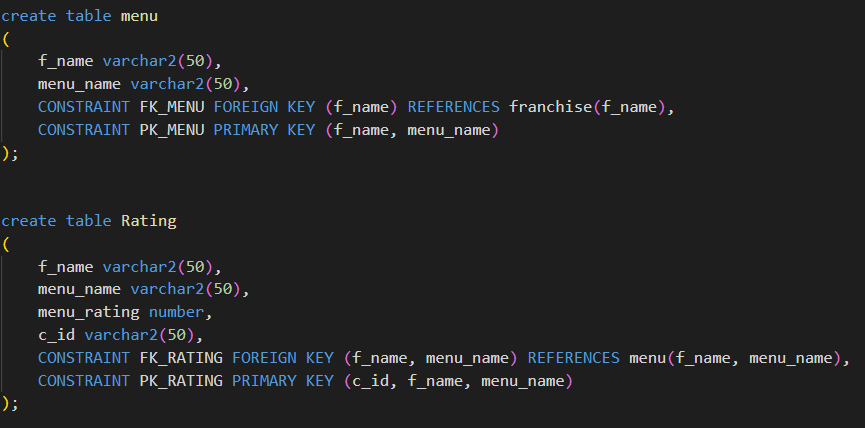 create table menu
(
    f_name varchar2(50),
    menu_name varchar2(50),
    CONSTRAINT FK_MENU FOREIGN KEY (f_name) REFERENCES franchise(f_name),
    CONSTRAINT PK_MENU PRIMARY KEY (f_name, menu_name)
);
create table Rating
(
    f_name varchar2(50),
    menu_name varchar2(50),
    menu_rating number,
    c_id varchar2(50),
    CONSTRAINT FK_RATING FOREIGN KEY (f_name, menu_name) REFERENCES menu(f_name, menu_name),
    CONSTRAINT PK_RATING PRIMARY KEY (c_id, f_name, menu_name)
);